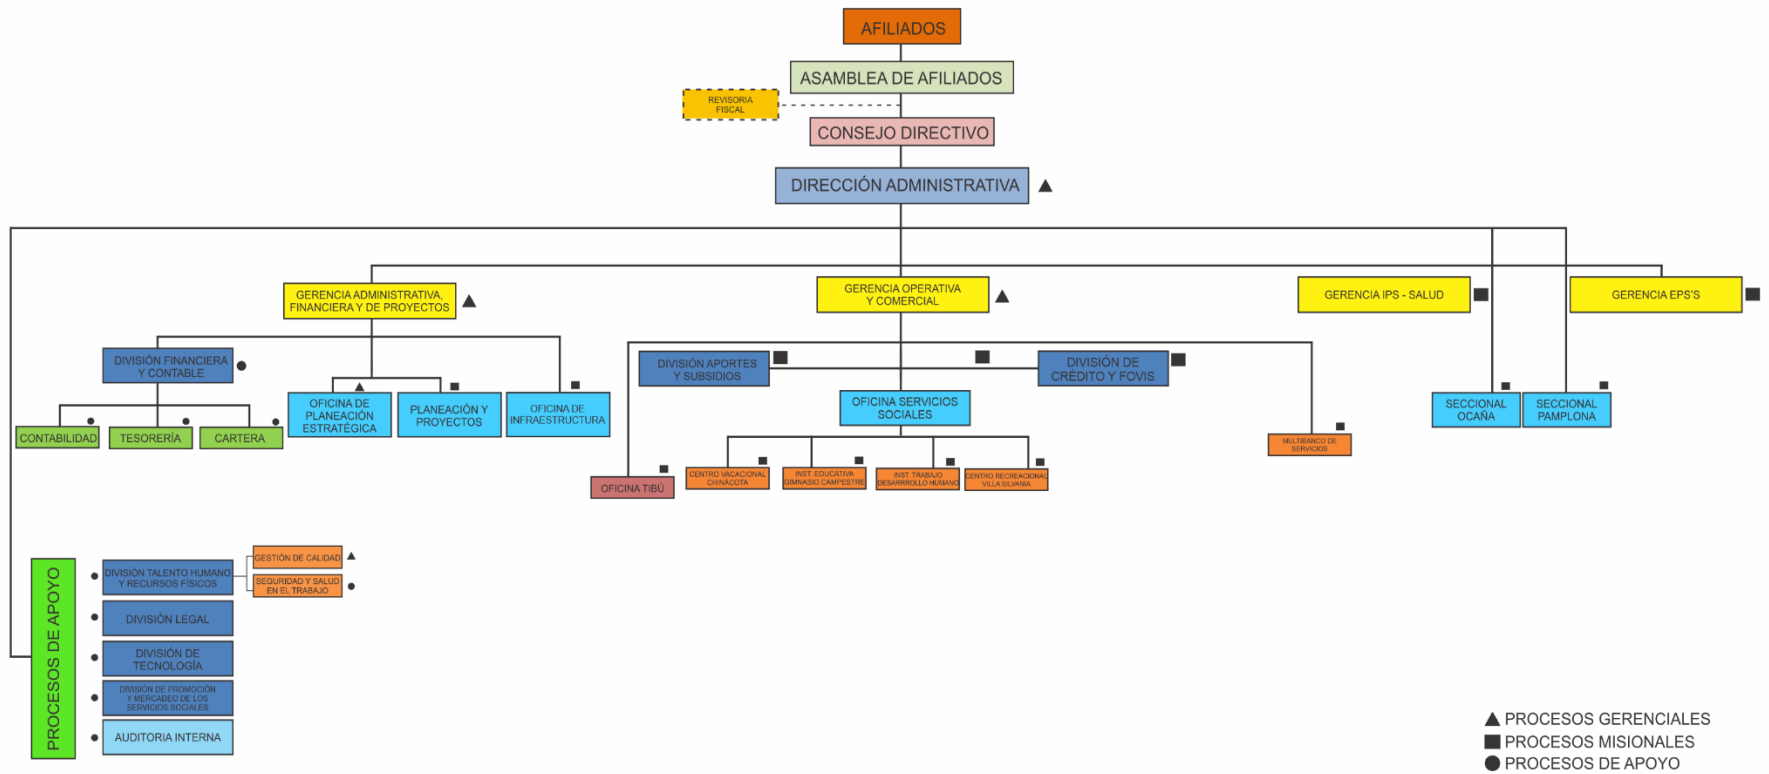 AFILIADOS
ASAMBLEA DE AFILIADOS
REVISORIA
FISCAL
CONSEJO DIRECTIVO
DIRECCIÓN ADMINISTRATIVA
GERENCIA ADMINISTRATIVA,
FINANCIERA Y DE PROYECTOS
GERENCIA OPERATIVA
Y COMERCIAL
GERENCIA IPS - SALUD
GERENCIA EPS'S
DIVISIÓN FINANCIERA
Y CONTABLE
DIVISIÓN APORTES
Y SUBSIDIOS
DIVISIÓN DE
CRÉDITO Y FOVIS
OFICINA DE
PLANEACIÓN
ESTRATÉGICA
PLANEACIÓN Y
PROYECTOS
OFICINA DE
INFRAESTRUCTURA
OFICINA SERVICIOS
SOCIALES
SECCIONAL
OCAÑA
SECCIONAL
PAMPLONA
CONTABILIDAD
TESORERÍA
CARTERA
MULTIBANCO DE
SERVICIOS
OFICINA TIBÚ
CENTRO VACACIONAL
CHINÁCOTA
INST. EDUCATIVA
GIMNASIO CAMPESTRE
INST. TRABAJO
DESARRROLLO HUMANO
CENTRO RECREACIONAL
VILLA SILVANIA
PROCESOS DE APOYO
DIVISIÓN TALENTO HUMANO
Y RECURSOS FÍSICOS
GESTIÓN DE CALIDAD
SEGURIDAD Y SALUD
EN EL TRABAJO
DIVISIÓN LEGAL
DIVISIÓN DE
TECNOLOGÍA
DIVISIÓN DE PROMOCIÓN
Y MERCADEO DE LOS
SERVICIOS SOCIALES
AUDITORIA INTERNA
PROCESOS GERENCIALES
PROCESOS MISIONALES
PROCESOS DE APOYO